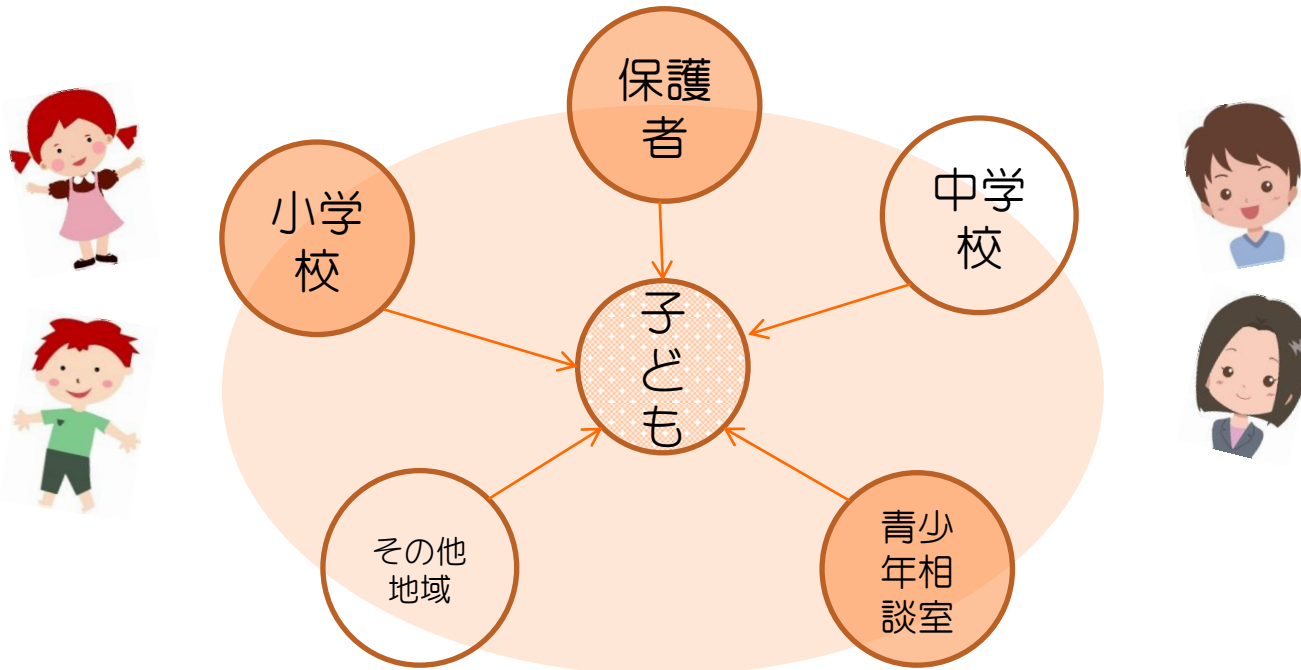 保護
者
小学
校
中学
校
子ども
その他
地域
青少
年相
談室